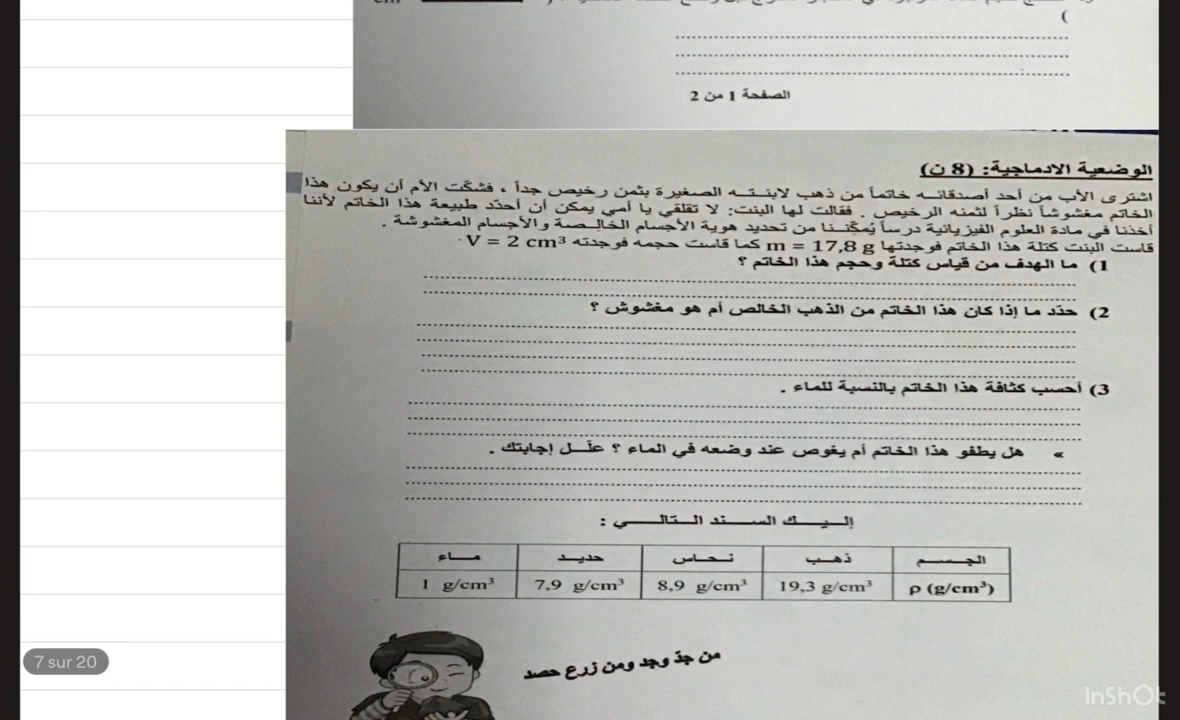 cm
)
الصفحة 1 من 2
الوضعية الادماجية: (8 ن)
اشترى الأب من أحد أصدقائه خاتماً من ذهب لابنته الصغيرة بثمن رخيص جداً ، فشكّت الأم أن يكون هذا
الخاتم مغشوشاً نظراً لثمنه الرخيص . فقالت لها البنت: لا تقلقي يا أمي يمكن أن أحدّد طبيعة هذا الخاتم لأننا
أخذنا في مادة العلوم الفيزيائية درساً يُمكّننا من تحديد هوية الأجسام الخالصة والأجسام المغشوشة .
قاست البنت كتلة هذا الخاتم فوجدتها m = 17,8 g كما قاست حجمه فوجدته V = 2 cm³ .
1) ما الهدف من قياس كتلة وحجم هذا الخاتم ؟
2) حدّد ما إذا كان هذا الخاتم من الذهب الخالص أم هو مغشوش ؟
3) أحسب كثافة هذا الخاتم بالنسبة للماء .
» هل يطفو هذا الخاتم أم يغوص عند وضعه في الماء ؟ علّل إجابتك .
إليك السند التالي :
الجسم ذهب نحاس حديد ماء
ρ (g/cm³) 19,3 g/cm³ 8,9 g/cm³ 7,9 g/cm³ 1 g/cm³
من جدّ وجد ومن زرع حصد
7 sur 20
InShOt